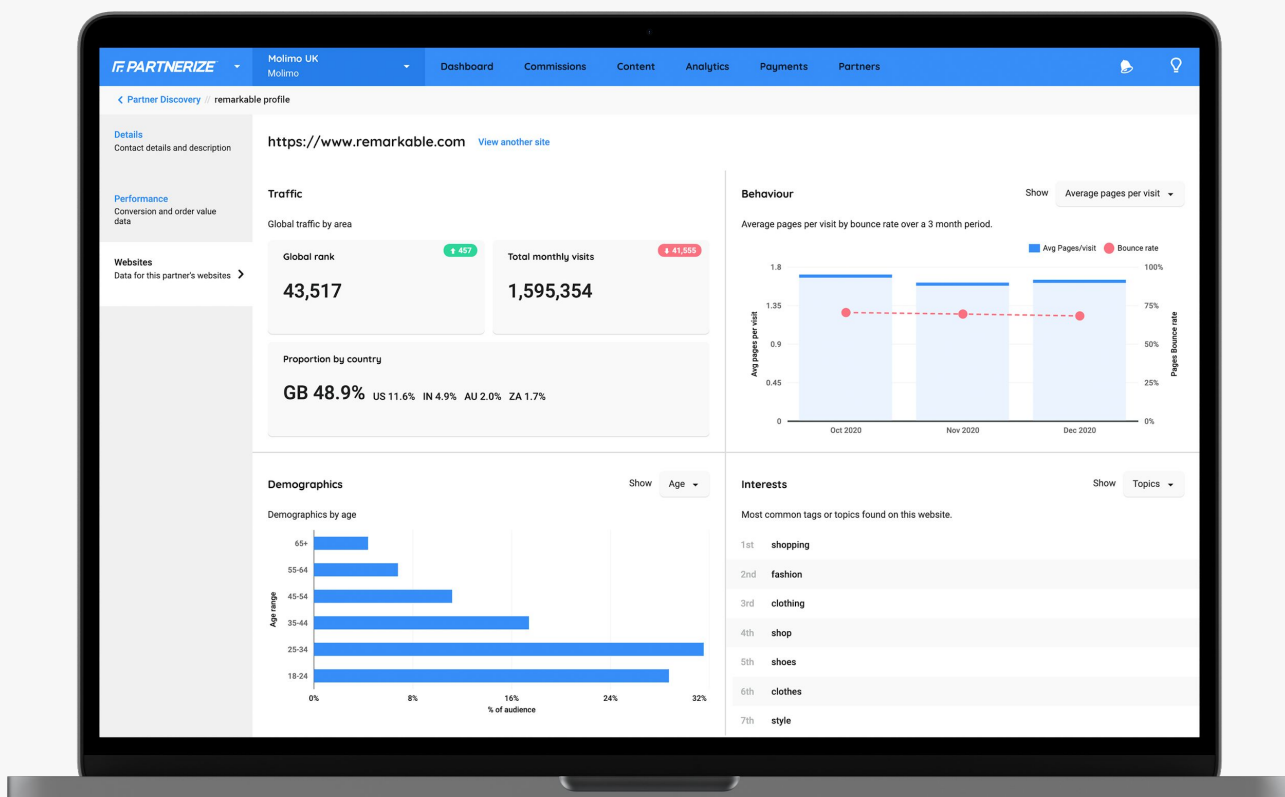 PARTNERIZE
Molimo UK
Molimo
Dashboard Commissions Content Analytics Payments Partners
Partner Discovery // remarkable profile
Details
Contact details and description
Performance
Conversion and order value
data
Websites
Data for this partner's websites
https://www.remarkable.com View another site
Traffic
Global traffic by area
Global rank
457
43,517
Total monthly visits
41,555
1,595,354
Proportion by country
GB 48.9% US 11.6% IN 4.9% AU 2.0% ZA 1.7%
Behaviour
Show Average pages per visit
Average pages per visit by bounce rate over a 3 month period.
Avg Pages/visit Bounce rate
1.8
1.35
0.9
0.45
0
Avg pages per visit
100%
75%
50%
25%
0%
Pages Bounce rate
Oct 2020 Nov 2020 Dec 2020
Demographics
Show Age
Demographics by age
Age range
65+
55-64
45-54
35-44
25-34
18-24
0% 8% 16% 24% 32%
% of audience
Interests
Show Topics
Most common tags or topics found on this website.
1st shopping
2nd fashion
3rd clothing
4th shop
5th shoes
6th clothes
7th style